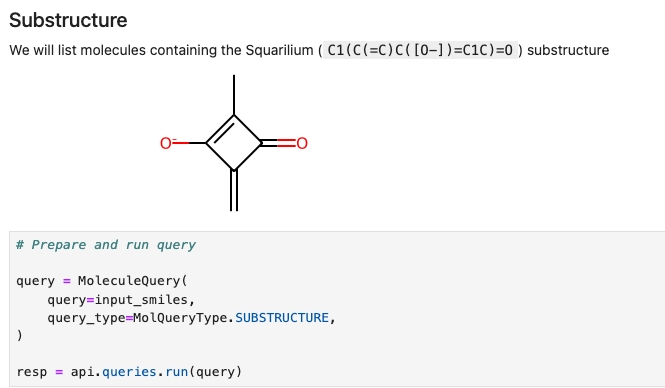 Substructure
We will list molecules containing the Squarilium ( C1(C(=C)C([O-])=C1C)=O ) substructure
O⁻ O
# Prepare and run query
query = MoleculeQuery(
    query=input_smiles,
    query_type=MolQueryType.SUBSTRUCTURE,
)
resp = api.queries.run(query)